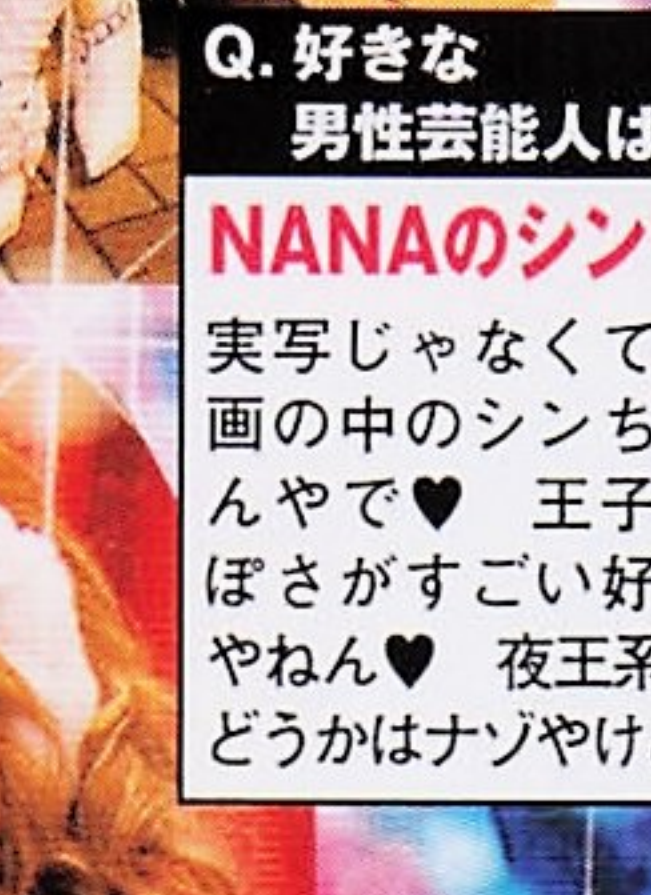 Q. 好きな
男性芸能人は
NANAのシン
実写じゃなくて
画の中のシンち
んやで♥ 王子
ぽさがすごい好
やねん♥ 夜王系
どうかはナゾやけ